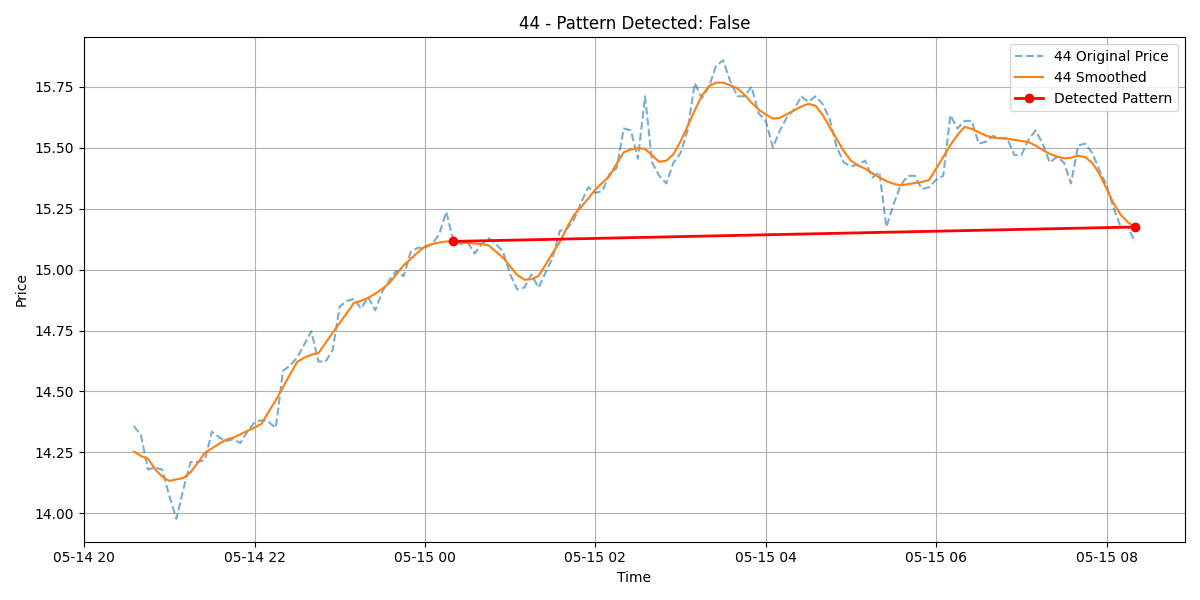 44 - Pattern Detected: False
44 Original Price
44 Smoothed
Detected Pattern
Price
15.75
15.50
15.25
15.00
14.75
14.50
14.25
14.00
05-14 20
05-14 22
05-15 00
05-15 02
05-15 04
05-15 06
05-15 08
Time